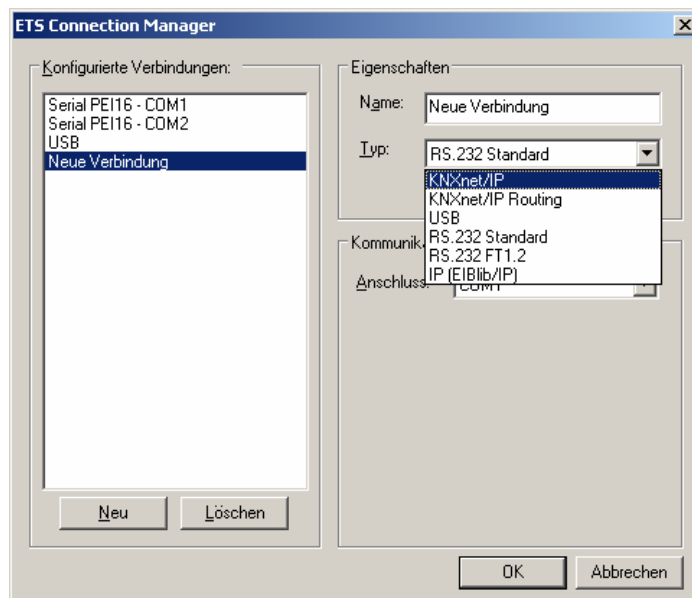 ETS Connection Manager
Konfigurierte Verbindungen:
Serial PEI16 - COM1
Serial PEI16 - COM2
USB
Neue Verbindung
Neu
Löschen
Eigenschaften
Name:
Neue Verbindung
Typ:
RS.232 Standard
KNXnet/IP
KNXnet/IP Routing
USB
RS.232 Standard
RS.232 FT1.2
IP (EIBlib/IP)
Kommunik
Anschluss:
COM1
OK
Abbrechen